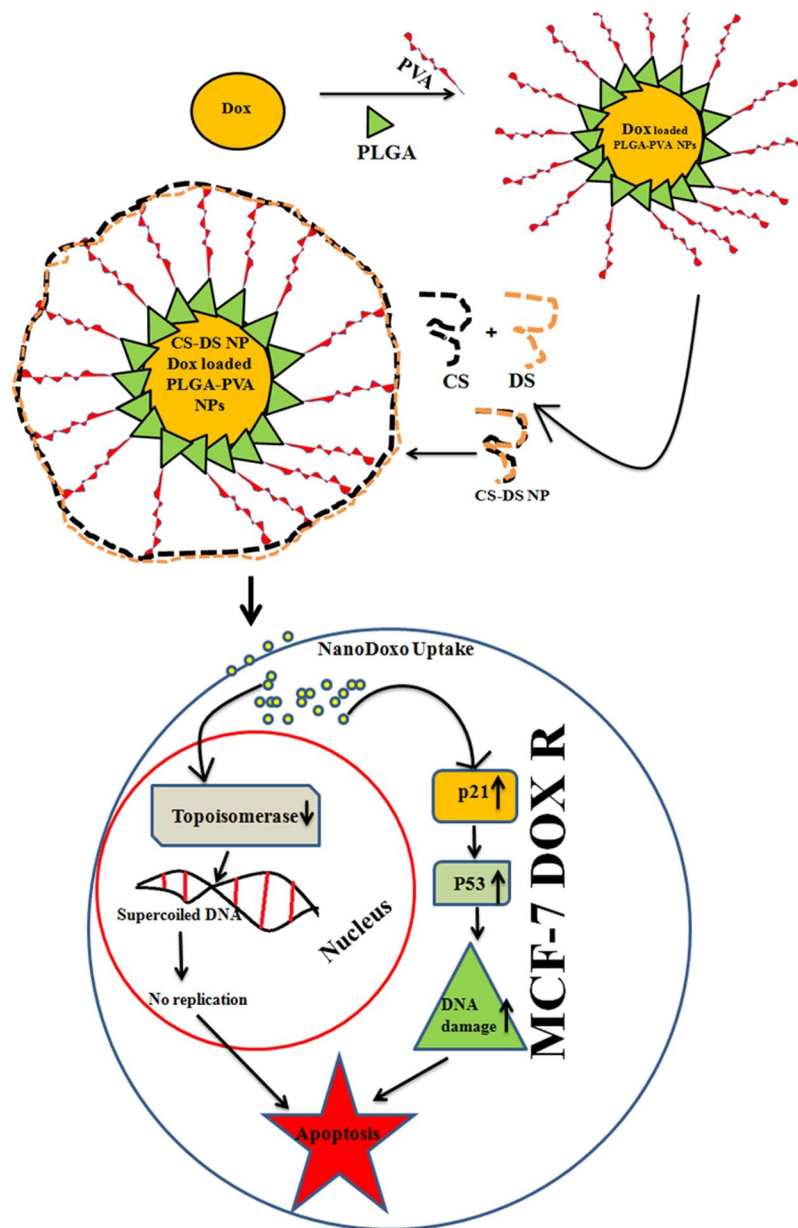 Dox
PVA
PLGA
Dox loaded
PLGA-PVA NPs
CS-DS NP
Dox loaded
PLGA-PVA
NPs
CS
+
DS
CS-DS NP
NanoDoxo Uptake
Topoisomerase
Supercoiled DNA
No replication
Nucleus
p21
P53
DNA
damage
MCF-7 DOX R
Apoptosis